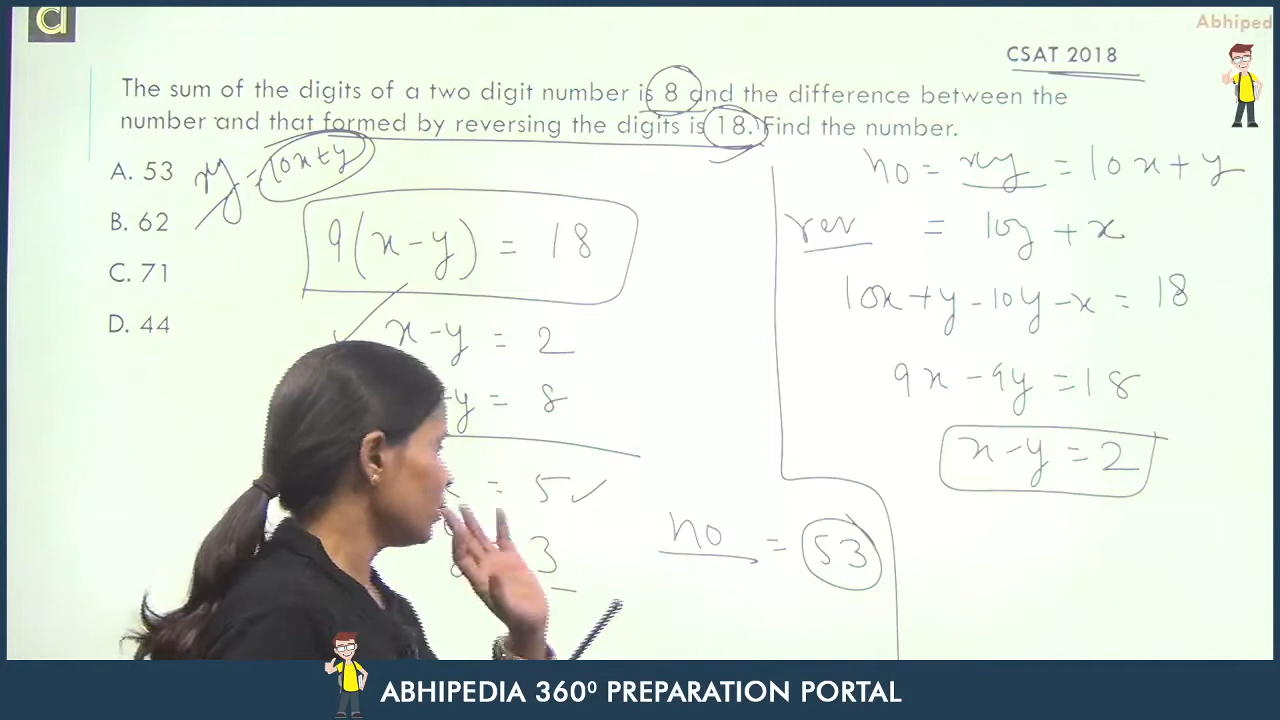 a
Abhiped
CSAT 2018
The sum of the digits of a two digit number is 8 and the difference between the
number and that formed by reversing the digits is 18. Find the number.
A. 53
B. 62
C. 71
D. 44
xy = 10x+y
9(x-y) = 18
x-y = 2
-y = 8
= 5 ✓
3
no = 53
no = xy = 10x+y
rev = 10y + x
10x+y-10y-x = 18
9x-9y = 18
x-y = 2
ABHIPEDIA 360⁰ PREPARATION PORTAL